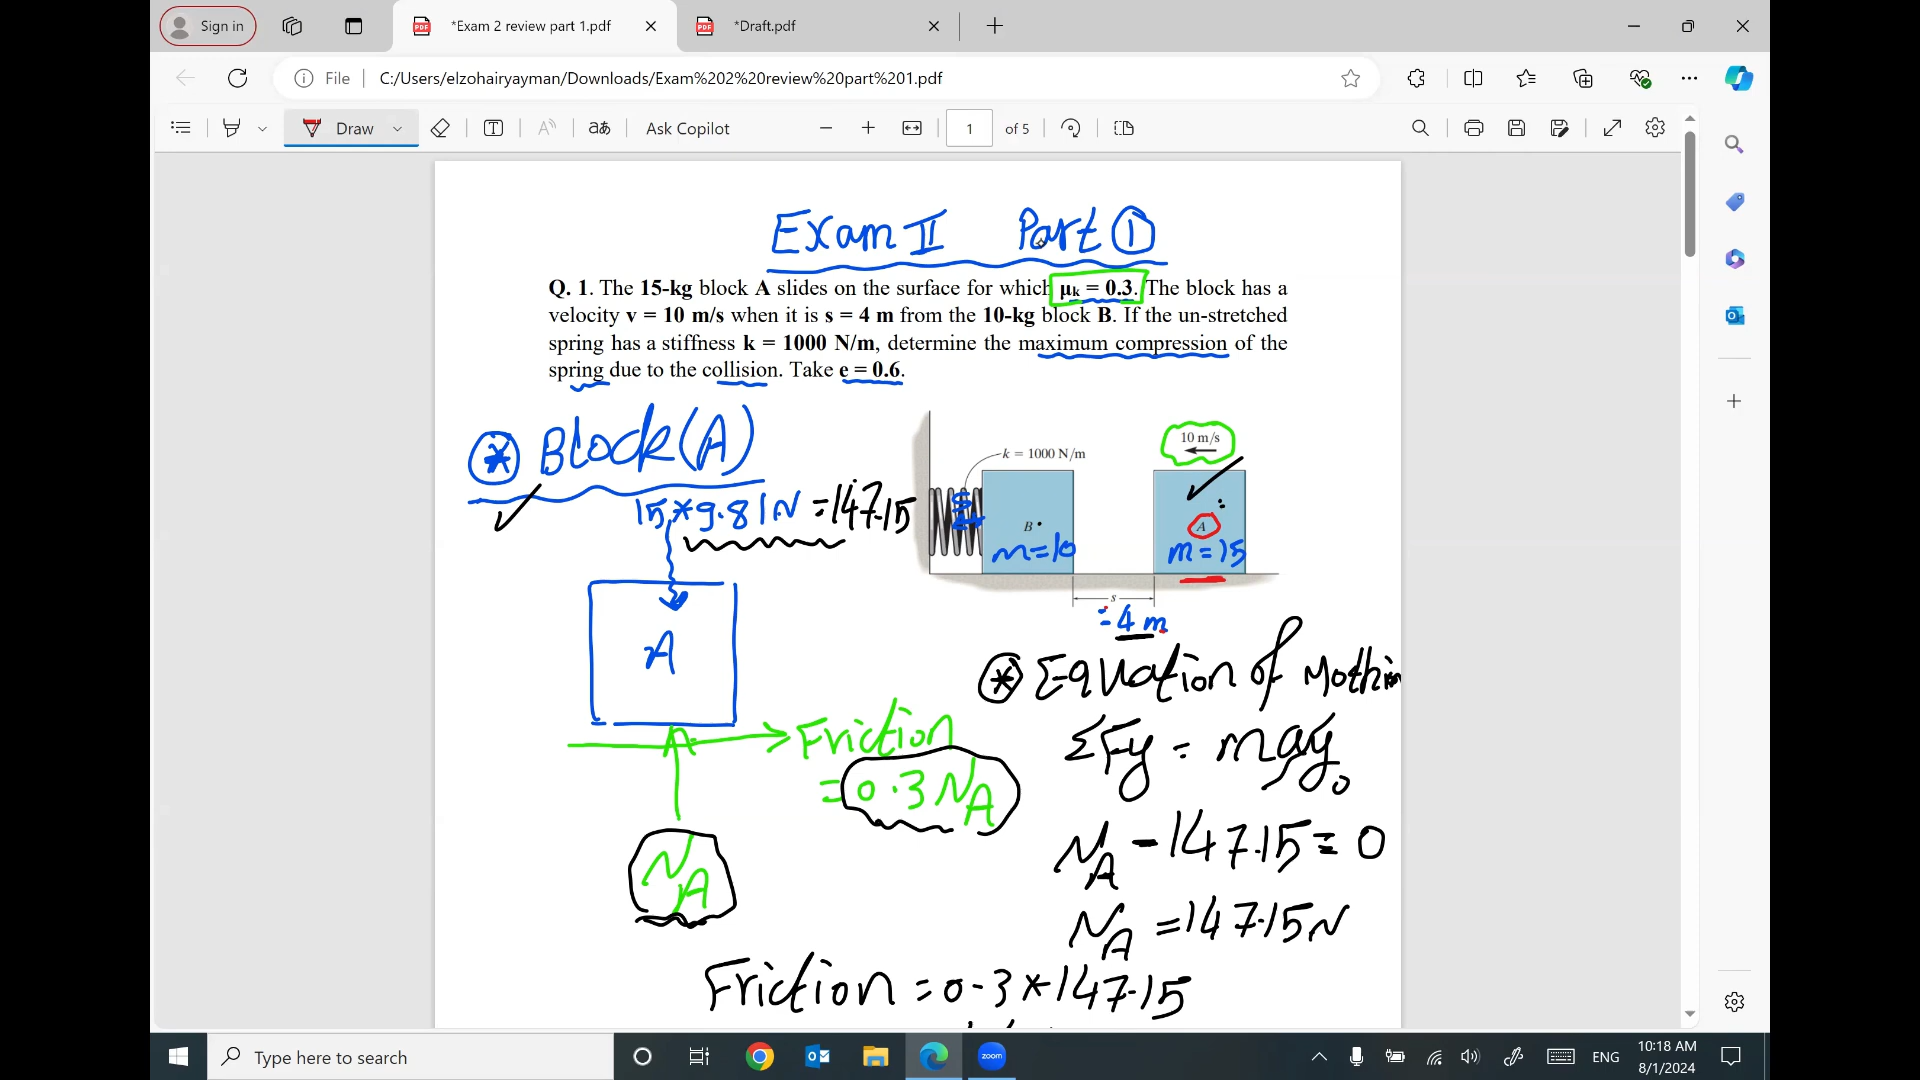 Sign in
*Exam 2 review part 1.pdf
*Draft.pdf
File
C:/Users/elzohairyayman/Downloads/Exam%202%20review%20part%201.pdf
Draw
Ask Copilot
1 of 5
Exam II Part 1
Q. 1. The 15-kg block A slides on the surface for which μk = 0.3. The block has a
velocity v = 10 m/s when it is s = 4 m from the 10-kg block B. If the un-stretched
spring has a stiffness k = 1000 N/m, determine the maximum compression of the
spring due to the collision. Take e = 0.6.
* Block(A)
15*9.81N = 147.15
k = 1000 N/m
10 m/s
B
A
m=10
m=15
s
= 4 m
A
* Equation of Mothin
ΣFy = may 0
Friction
= 0.3 NA
NA - 147.15 = 0
NA
NA = 147.15 N
Friction = 0.3 * 147.15
Type here to search
zoom
ENG
10:18 AM
8/1/2024